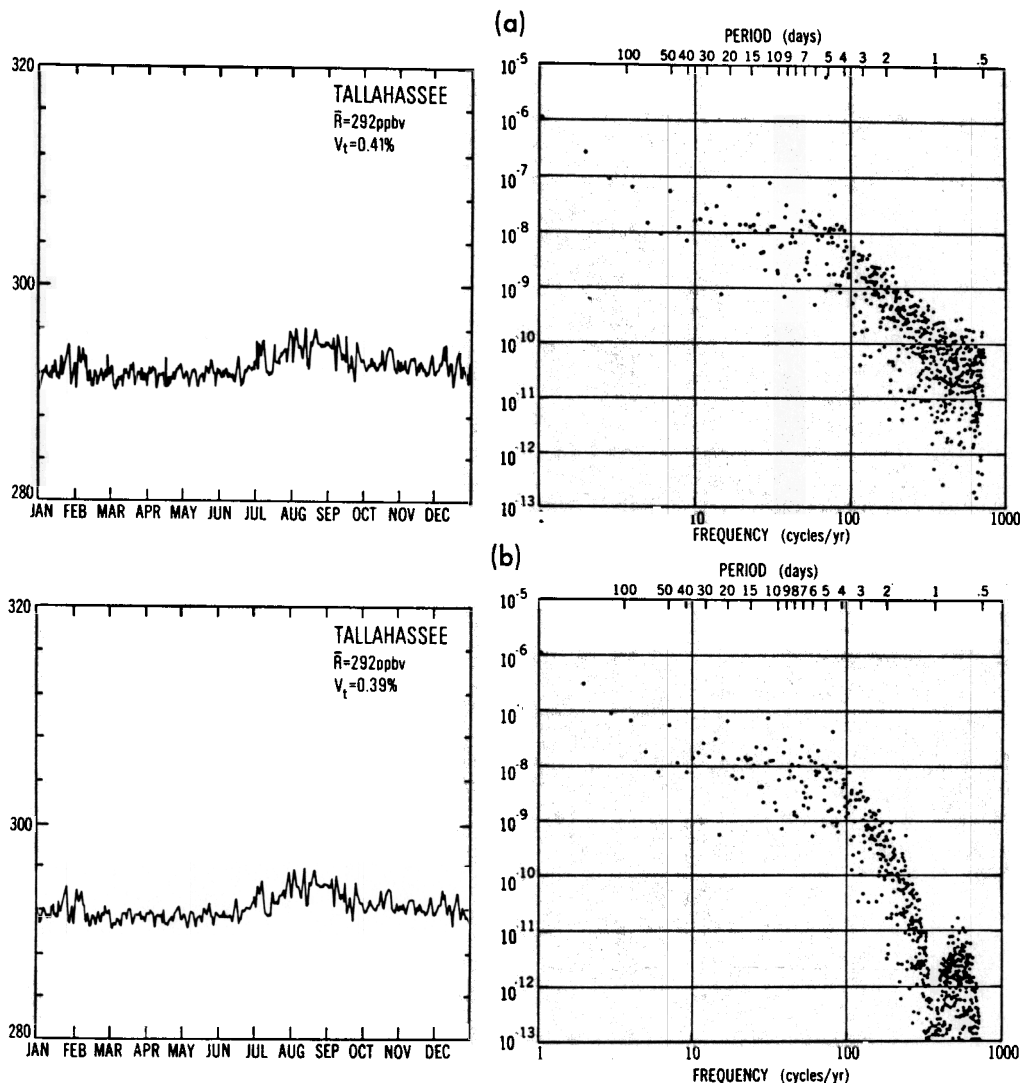 (a)
320
300
280
TALLAHASSEE
R̄=292ppbv
Vt=0.41%
JAN FEB MAR APR MAY JUN JUL AUG SEP OCT NOV DEC
PERIOD (days)
100 50 40 30 20 15 10 9 7 5 4 3 2 1 .5
10-5
10-6
10-7
10-8
10-9
10-10
10-11
10-12
10-13
10 100 1000
FREQUENCY (cycles/yr)
(b)
320
300
280
TALLAHASSEE
R̄=292ppbv
Vt=0.39%
JAN FEB MAR APR MAY JUN JUL AUG SEP OCT NOV DEC
PERIOD (days)
100 50 40 30 20 15 10 9 8 7 6 5 4 3 2 1 .5
10-5
10-6
10-7
10-8
10-9
10-10
10-11
10-12
10-13
1 10 100 1000
FREQUENCY (cycles/yr)